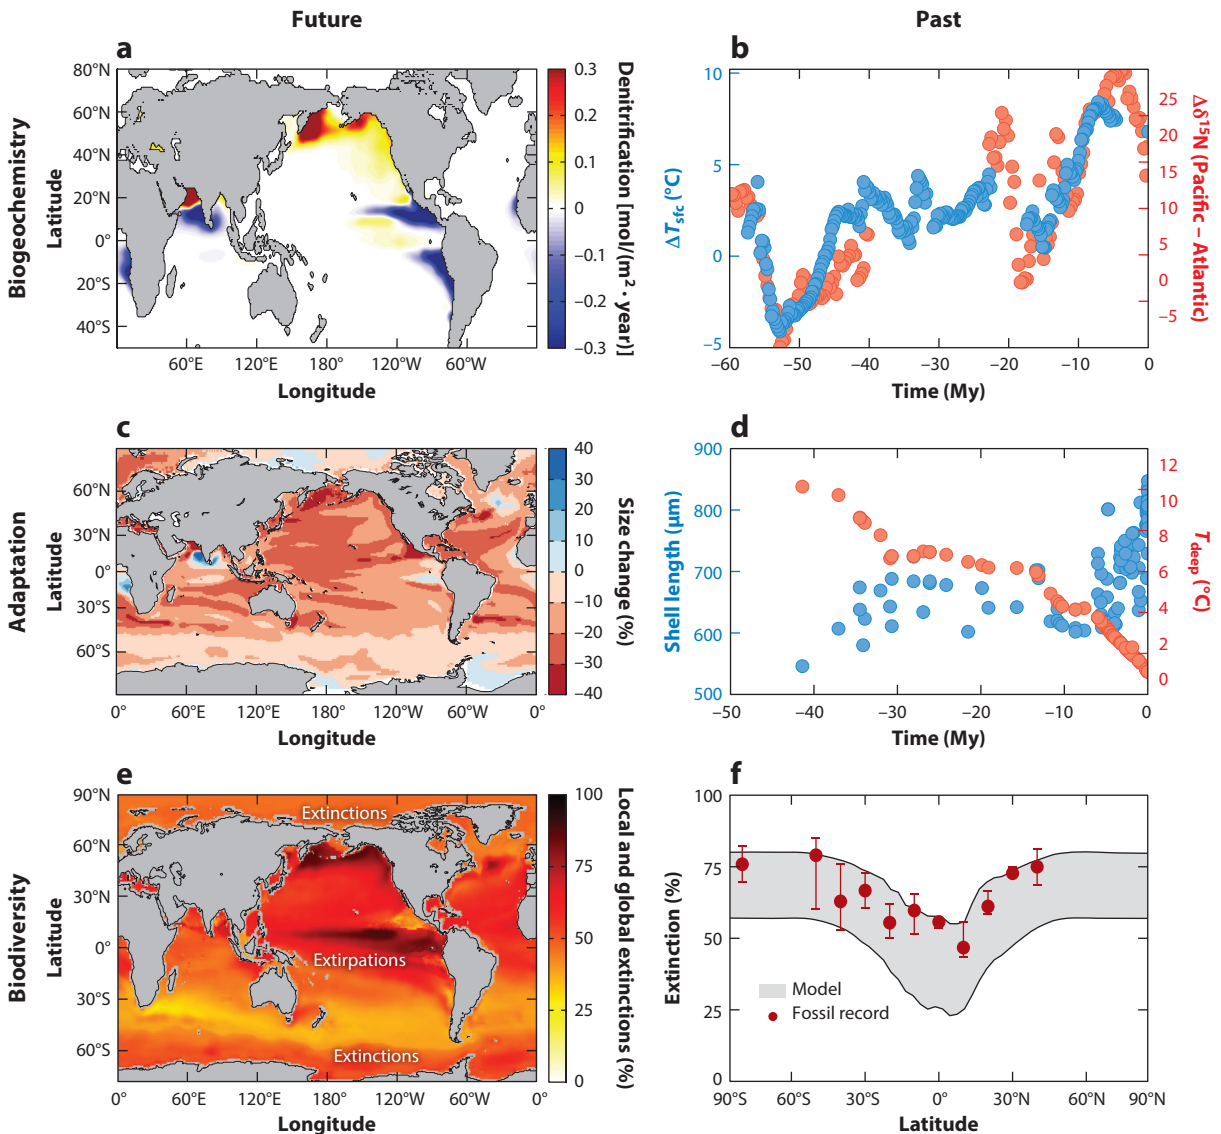 Future
Past
Biogeochemistry
a
80°N
60°N
40°N
20°N
0°
20°S
40°S
Latitude
60°E
120°E
180°
120°W
60°W
Longitude
0.3
0.2
0.1
0
–0.1
–0.2
–0.3
Denitrification [mol/(m² • year)]
b
10
5
0
–5
ΔTsfc (°C)
–60
–50
–40
–30
–20
–10
0
Time (My)
25
20
15
10
5
0
–5
Δδ¹⁵N (Pacific – Atlantic)
Adaptation
c
60°N
30°N
0°
30°S
60°S
Latitude
0°
60°E
120°E
180°
120°W
60°W
0°
Longitude
40
30
20
10
0
–10
–20
–30
–40
Size change (%)
d
900
800
700
600
500
Shell length (μm)
–50
–40
–30
–20
–10
0
Time (My)
12
10
8
6
4
2
0
Tdeep (°C)
Biodiversity
e
90°N
60°N
30°N
0°
30°S
60°S
Latitude
Extinctions
Extirpations
Extinctions
0°
60°E
120°E
180°
120°W
60°W
0°
Longitude
100
75
50
25
0
Local and global extinctions (%)
f
100
75
50
25
0
Extinction (%)
Model
Fossil record
90°S
60°S
30°S
0°
30°N
60°N
90°N
Latitude